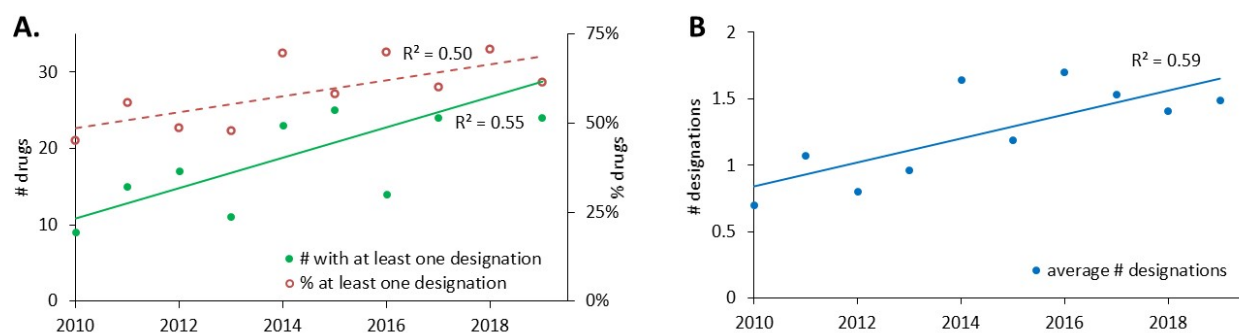 A.
R² = 0.50
R² = 0.55
# drugs
30
20
10
0
75%
50%
25%
0%
% drugs
# with at least one designation
% at least one designation
2010
2012
2014
2016
2018
B
R² = 0.59
# designations
2
1.5
1
0.5
0
average # designations
2010
2012
2014
2016
2018